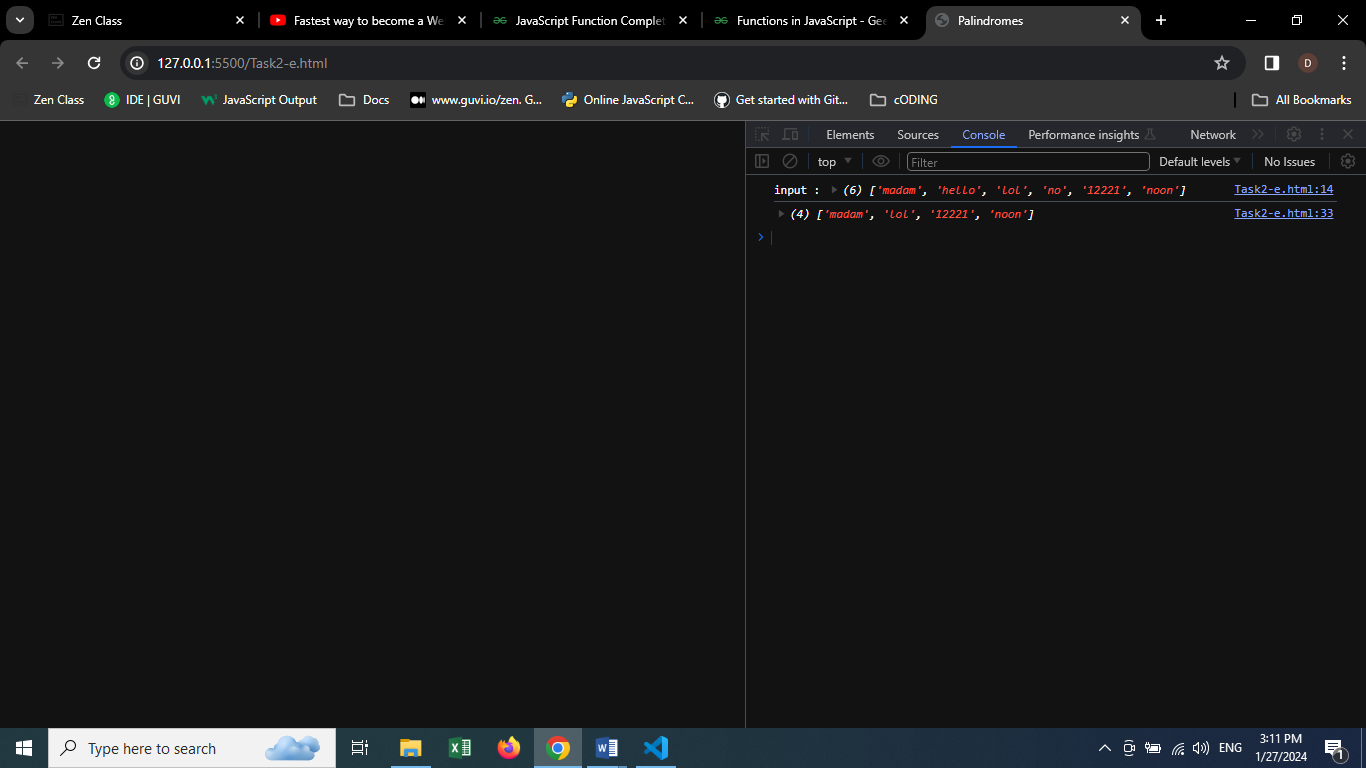 Zen Class
Fastest way to become a We
JavaScript Function Complet
Functions in JavaScript - Gee
Palindromes
127.0.0.1:5500/Task2-e.html
D
Zen Class
IDE | GUVI
JavaScript Output
Docs
www.guvi.io/zen. G...
Online JavaScript C...
Get started with Git...
cODING
All Bookmarks
Elements
Sources
Console
Performance insights
Network
top
Filter
Default levels
No Issues
input : (6) ['madam', 'hello', 'lol', 'no', '12221', 'noon'] Task2-e.html:14
(4) ['madam', 'lol', '12221', 'noon'] Task2-e.html:33
Type here to search
ENG
3:11 PM
1/27/2024
1